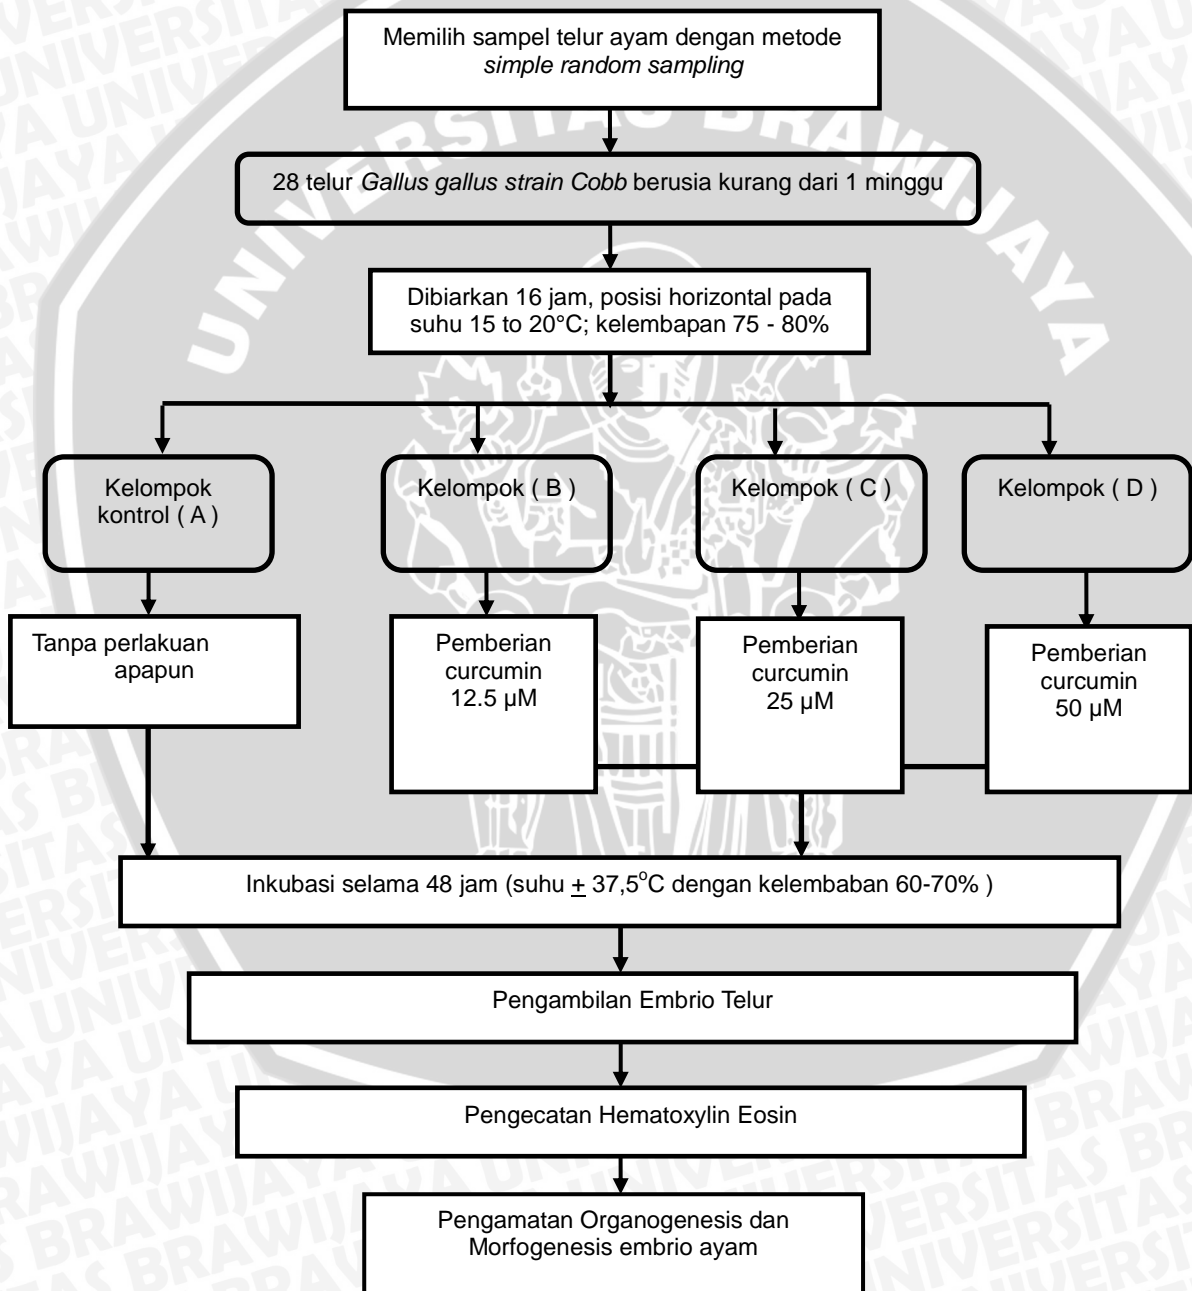 Memilih sampel telur ayam dengan metode
simple random sampling
UNIVERSITAS BRAWIJAYA
28 telur Gallus gallus strain Cobb berusia kurang dari 1 minggu
Dibiarkan 16 jam, posisi horizontal pada
suhu 15 to 20°C; kelembapan 75 - 80%
Kelompok
kontrol ( A )
Kelompok ( B )
Kelompok ( C )
Kelompok ( D )
Tanpa perlakuan
apapun
Pemberian
curcumin
12.5 µM
Pemberian
curcumin
25 µM
Pemberian
curcumin
50 µM
Inkubasi selama 48 jam (suhu ± 37,5°C dengan kelembaban 60-70% )
Pengambilan Embrio Telur
Pengecatan Hematoxylin Eosin
Pengamatan Organogenesis dan
Morfogenesis embrio ayam